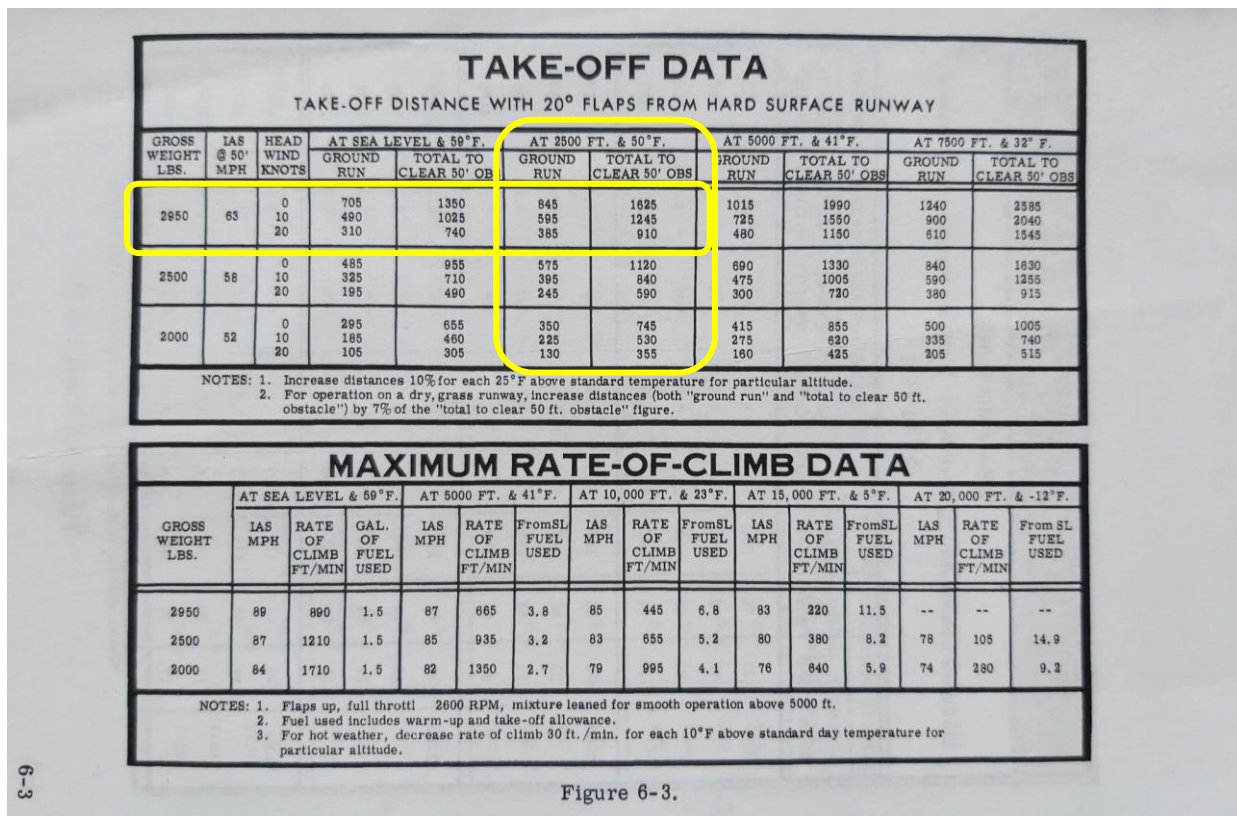 TAKE-OFF DATA
TAKE-OFF DISTANCE WITH 20° FLAPS FROM HARD SURFACE RUNWAY
GROSS WEIGHT LBS. IAS @ 50' MPH HEAD WIND KNOTS AT SEA LEVEL & 59°F. AT 2500 FT. & 50°F. AT 5000 FT. & 41°F. AT 7500 FT. & 32° F.
GROUND RUN TOTAL TO CLEAR 50' OBS GROUND RUN TOTAL TO CLEAR 50' OBS GROUND RUN TOTAL TO CLEAR 50' OBS GROUND RUN TOTAL TO CLEAR 50' OBS
0 705 1350 845 1625 1015 1990 1240 2585
2950 63 10 490 1025 595 1245 725 1550 900 2040
20 310 740 385 910 480 1150 610 1545
0 485 955 575 1120 690 1330 840 1630
2500 58 10 325 710 395 840 475 1005 590 1255
20 195 490 245 590 300 720 380 915
0 295 655 350 745 415 855 500 1005
2000 52 10 185 460 225 530 275 620 335 740
20 105 305 130 355 160 425 205 515
NOTES: 1. Increase distances 10% for each 25°F above standard temperature for particular altitude.
2. For operation on a dry, grass runway, increase distances (both "ground run" and "total to clear 50 ft.
obstacle") by 7% of the "total to clear 50 ft. obstacle" figure.
MAXIMUM RATE-OF-CLIMB DATA
GROSS WEIGHT LBS. AT SEA LEVEL & 59°F. AT 5000 FT. & 41°F. AT 10,000 FT. & 23°F. AT 15,000 FT. & 5°F. AT 20,000 FT. & -12°F.
IAS MPH RATE OF CLIMB FT/MIN GAL. OF FUEL USED IAS MPH RATE OF CLIMB FT/MIN FromSL FUEL USED IAS MPH RATE OF CLIMB FT/MIN FromSL FUEL USED IAS MPH RATE OF CLIMB FT/MIN FromSL FUEL USED IAS MPH RATE OF CLIMB FT/MIN From SL FUEL USED
2950 89 890 1.5 87 665 3.8 85 445 6.8 83 220 11.5 -- -- --
2500 87 1210 1.5 85 935 3.2 83 655 5.2 80 380 8.2 78 105 14.9
2000 84 1710 1.5 82 1350 2.7 79 995 4.1 76 640 5.9 74 280 9.2
NOTES: 1. Flaps up, full throttl 2600 RPM, mixture leaned for smooth operation above 5000 ft.
2. Fuel used includes warm-up and take-off allowance.
3. For hot weather, decrease rate of climb 30 ft./min. for each 10°F above standard day temperature for
particular altitude.
Figure 6-3.
6-3